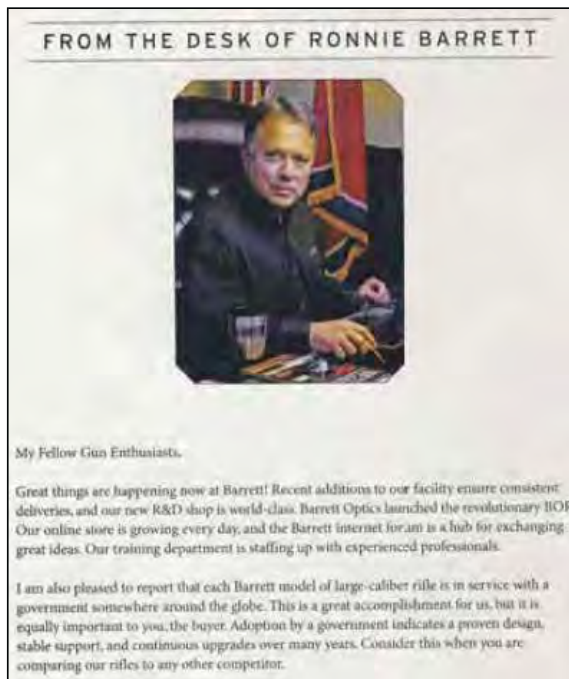 FROM THE DESK OF RONNIE BARRETT
My Fellow Gun Enthusiasts,
Great things are happening now at Barrett! Recent additions to our facility ensure consistent
deliveries, and our new R&D shop is world-class. Barrett Optics launched the revolutionary BOR
Our online store is growing every day, and the Barrett internet forum is a hub for exchanging
great ideas. Our training department is staffing up with experienced professionals.
I am also pleased to report that each Barrett model of large-caliber rifle is in service with a
government somewhere around the globe. This is a great accomplishment for us, but it is
equally important to you, the buyer. Adoption by a government indicates a proven design,
stable support, and continuous upgrades over many years. Consider this when you are
comparing our rifles to any other competitor.